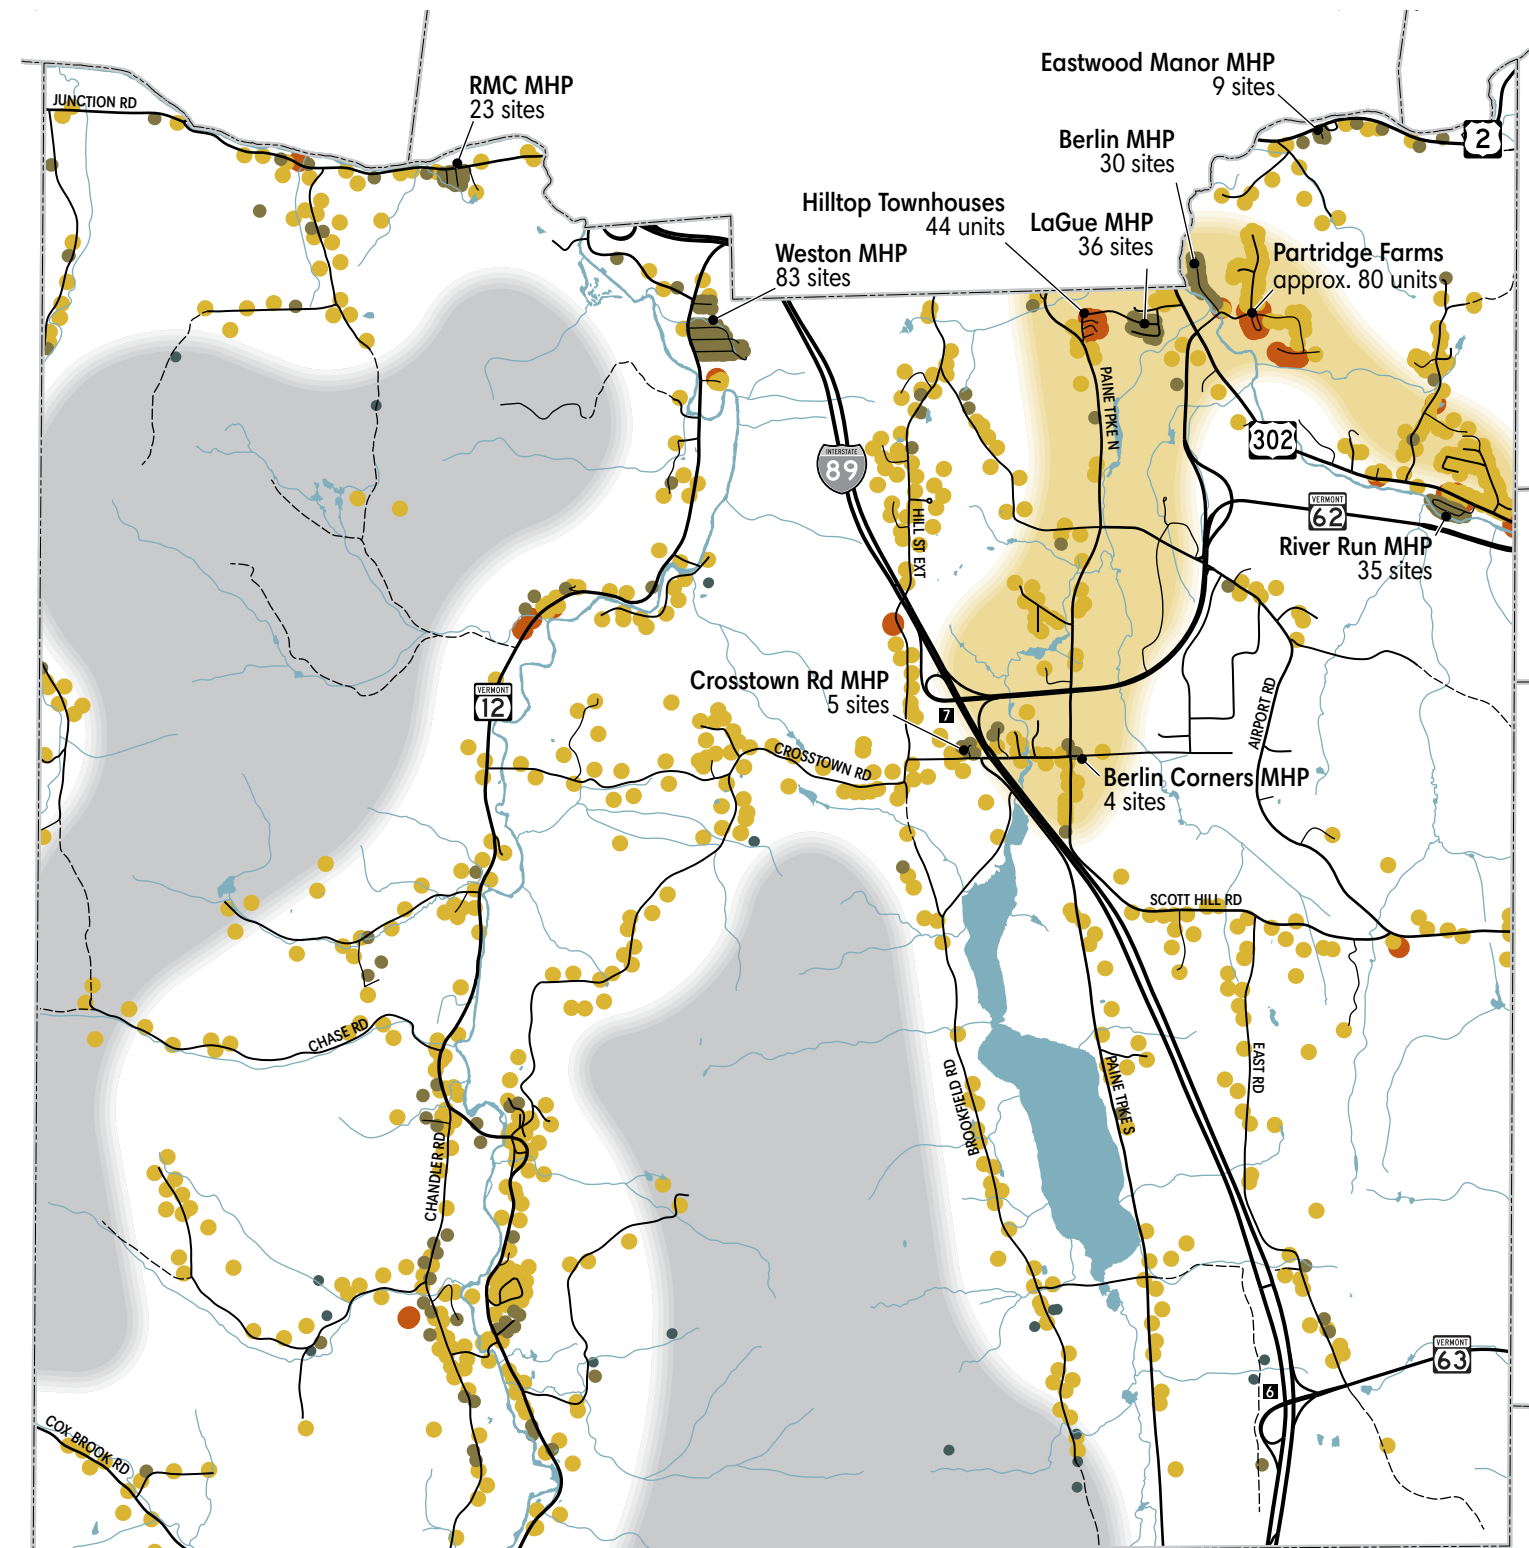 Eastwood Manor MHP
9 sites
RMC MHP
23 sites
JUNCTION RD
2
Berlin MHP
30 sites
Hilltop Townhouses
44 units
LaGue MHP
36 sites
Weston MHP
83 sites
Partridge Farms
approx. 80 units
PAINE TPKE N
302
INTERSTATE
89
VERMONT
62
HILL ST EXT
River Run MHP
35 sites
Crosstown Rd MHP
5 sites
VERMONT
12
7
AIRPORT RD
CROSSTOWN RD
Berlin Corners MHP
4 sites
SCOTT HILL RD
CHASE RD
EAST RD
BROOKFIELD RD
PAINE TPKE S
CHANDLER RD
VERMONT
63
6
COX BROOK RD